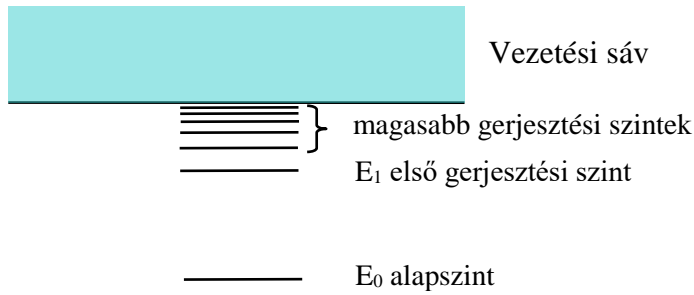 Vezetési sáv
magasabb gerjesztési szintek
E₁ első gerjesztési szint
E₀ alapszint